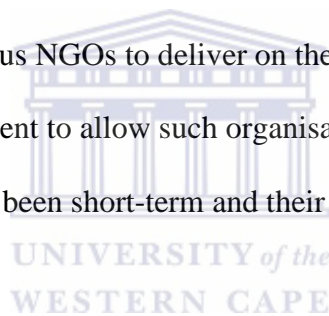 us NGOs to deliver on the
ent to allow such organisa
been short-term and their
UNIVERSITY of the
WESTERN CAPE